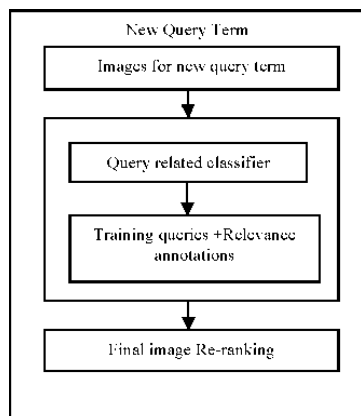 New Query Term
Images for new query term
Query related classifier
Training queries +Relevance
annotations
Final image Re-ranking